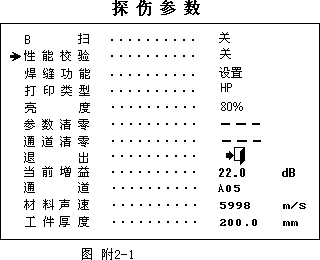 探伤参数
B 扫 ·········· 关
性能校验 ·········· 关
焊缝功能 ·········· 设置
打印类型 ·········· HP
亮 度 ·········· 80%
参数清零 ·········· ---
通道清零 ·········· ---
退 出 ··········
当前增益 ·········· 22.0 dB
通 道 ·········· A05
材料声速 ·········· 5998 m/S
工件厚度 ·········· 200.0 mm
图 附2-1